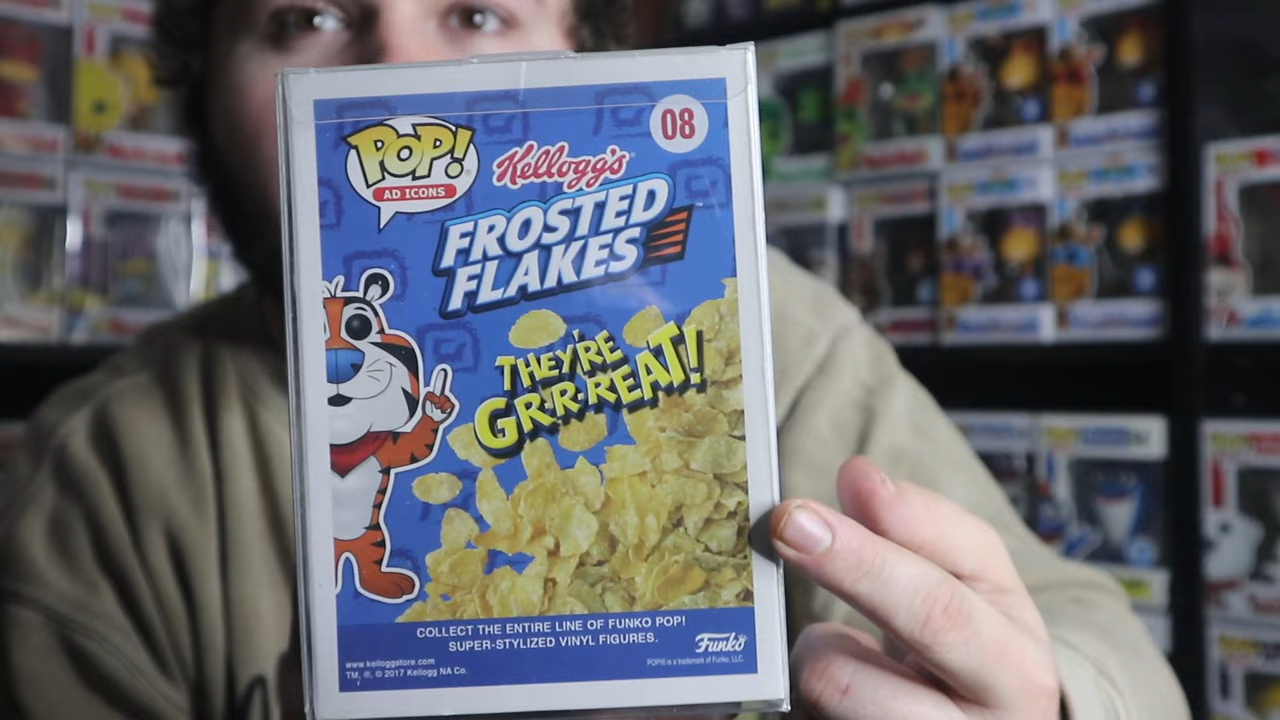 POP!
AD ICONS
08
Kellogg's
FROSTED
FLAKES
THEY'RE
GR-R-REAT!
COLLECT THE ENTIRE LINE OF FUNKO POP!
SUPER-STYLIZED VINYL FIGURES.
Funko
www.kelloggstore.com
TM, ®, © 2017 Kellogg NA Co.
POP!® is a trademark of Funko, LLC.